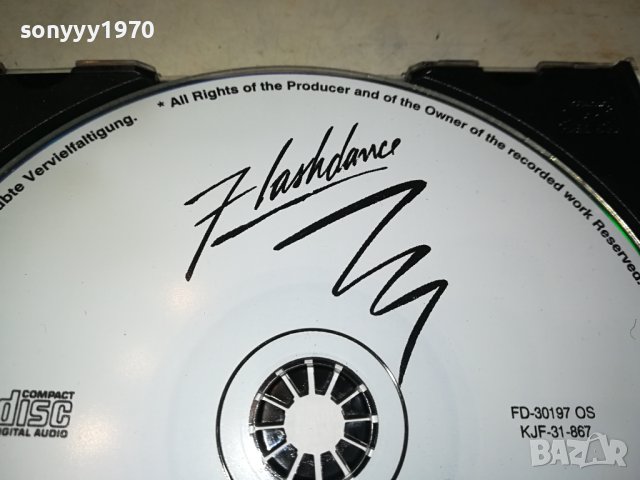 sonyyy1970
ubte Vervielfaltigung. * All Rights of the Producer and of the Owner of the recorded work Reserved.
Flashdance
COMPACT
disc
DIGITAL AUDIO
FD-30197 OS
KJF-31-867
BAZAR